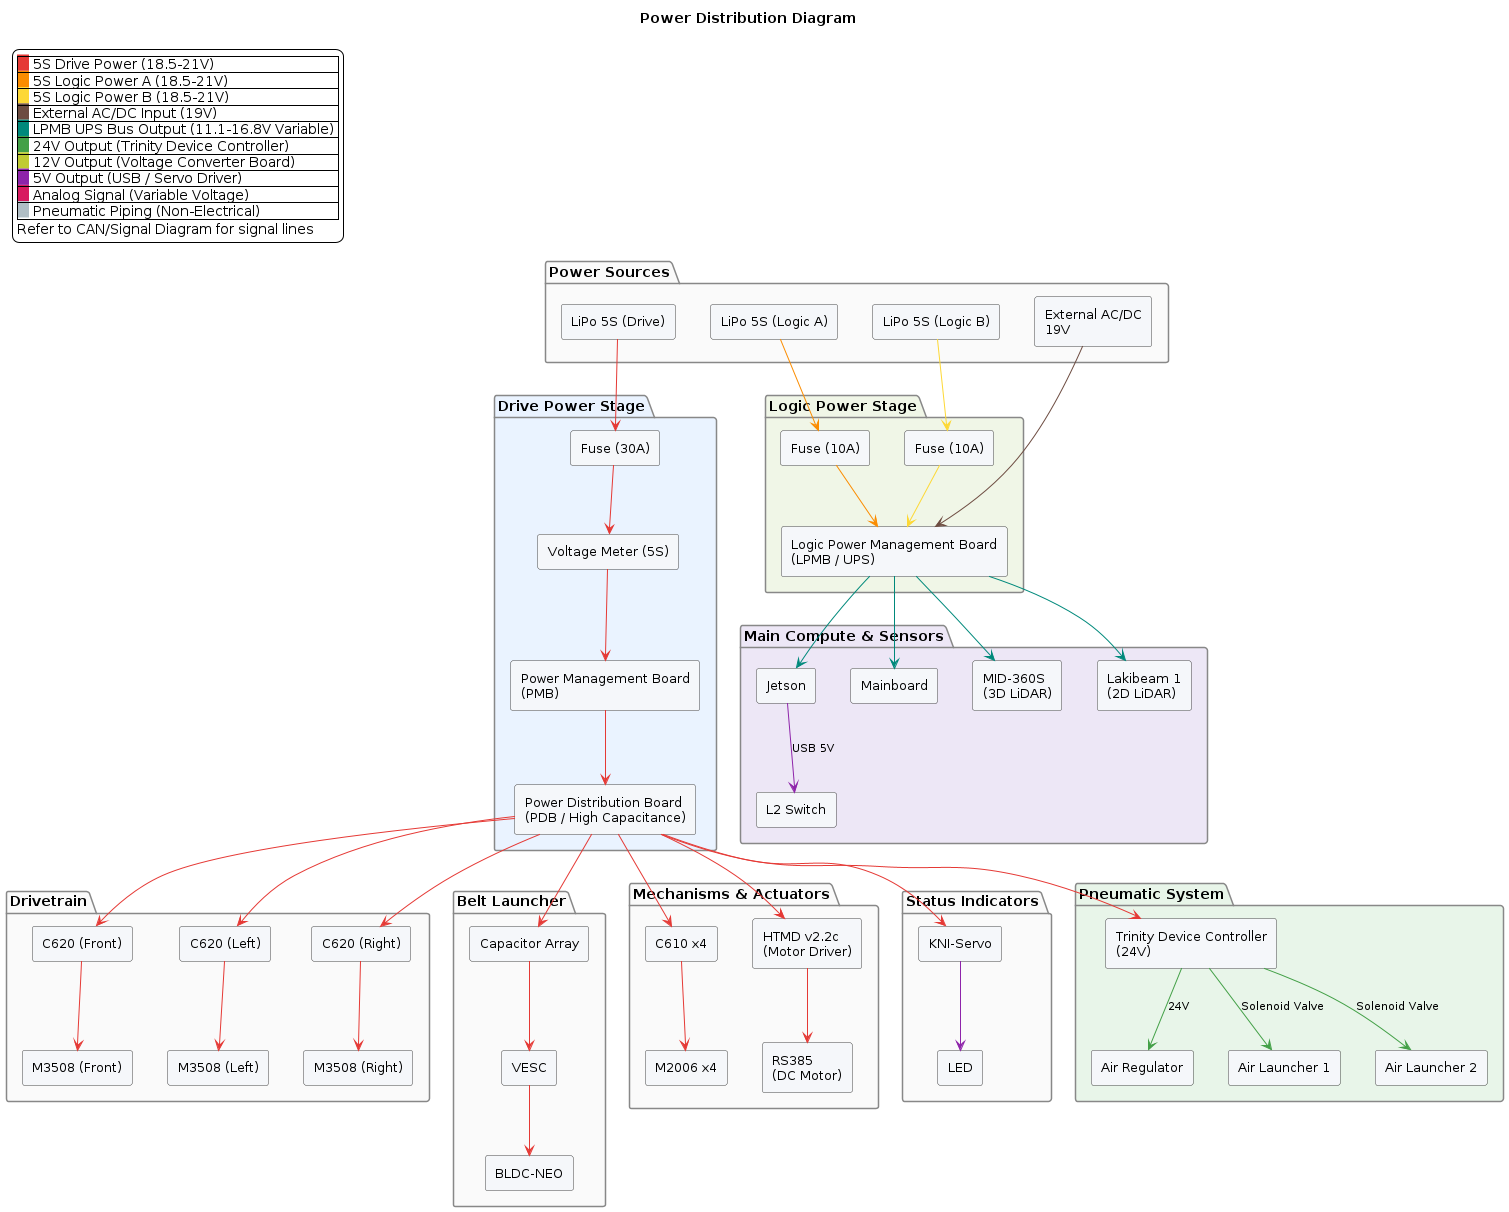 Power Distribution Diagram
5S Drive Power (18.5-21V)
5S Logic Power A (18.5-21V)
5S Logic Power B (18.5-21V)
External AC/DC Input (19V)
LPMB UPS Bus Output (11.1-16.8V Variable)
24V Output (Trinity Device Controller)
12V Output (Voltage Converter Board)
5V Output (USB / Servo Driver)
Analog Signal (Variable Voltage)
Pneumatic Piping (Non-Electrical)
Refer to CAN/Signal Diagram for signal lines
Power Sources
LiPo 5S (Drive)
LiPo 5S (Logic A)
LiPo 5S (Logic B)
External AC/DC
19V
Drive Power Stage
Fuse (30A)
Voltage Meter (5S)
Power Management Board
(PMB)
Power Distribution Board
(PDB / High Capacitance)
Logic Power Stage
Fuse (10A)
Fuse (10A)
Logic Power Management Board
(LPMB / UPS)
Main Compute & Sensors
Jetson
Mainboard
MID-360S
(3D LiDAR)
Lakibeam 1
(2D LiDAR)
USB 5V
L2 Switch
Drivetrain
C620 (Front)
C620 (Left)
C620 (Right)
M3508 (Front)
M3508 (Left)
M3508 (Right)
Belt Launcher
Capacitor Array
VESC
BLDC-NEO
Mechanisms & Actuators
C610 x4
HTMD v2.2c
(Motor Driver)
M2006 x4
RS385
(DC Motor)
Status Indicators
KNI-Servo
LED
Pneumatic System
Trinity Device Controller
(24V)
24V
Solenoid Valve
Solenoid Valve
Air Regulator
Air Launcher 1
Air Launcher 2